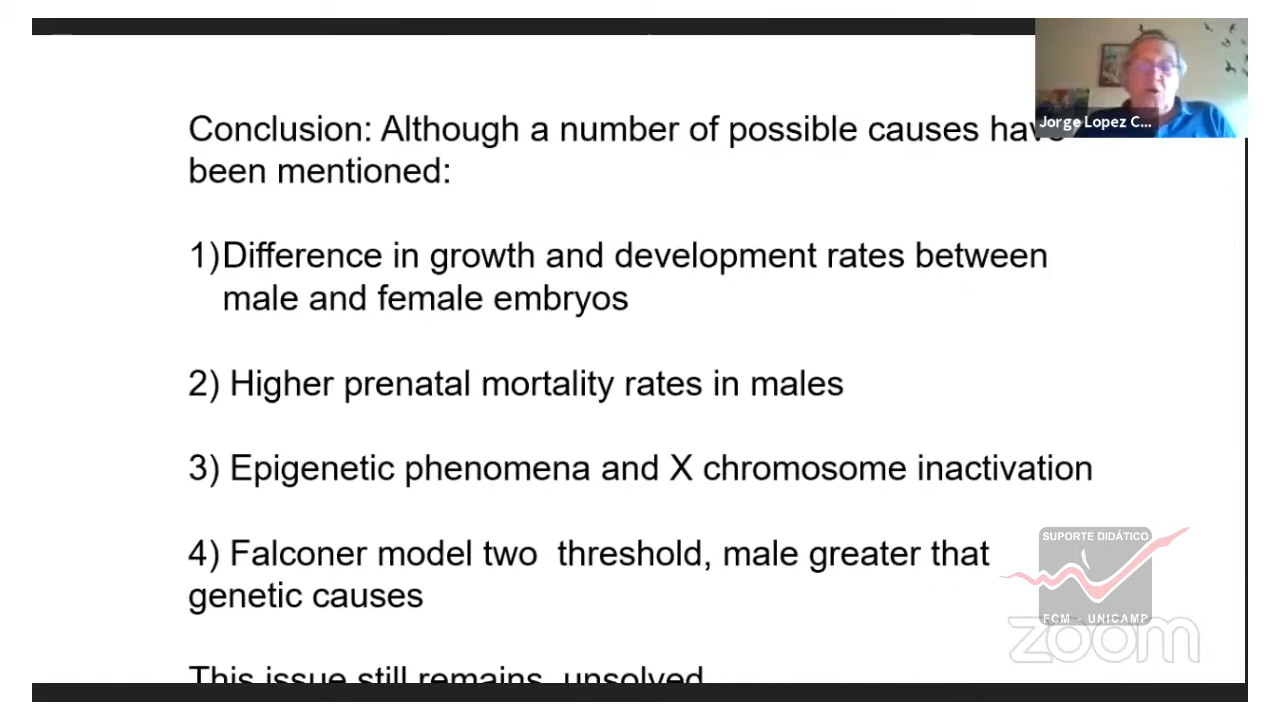 Conclusion: Although a number of possible causes have
been mentioned:
1)Difference in growth and development rates between
male and female embryos
2) Higher prenatal mortality rates in males
3) Epigenetic phenomena and X chromosome inactivation
4) Falconer model two  threshold, male greater that
genetic causes
This issue still remains  unsolved
Jorge Lopez C...
SUPORTE DIDÁTICO
FCM - UNICAMP
zoom